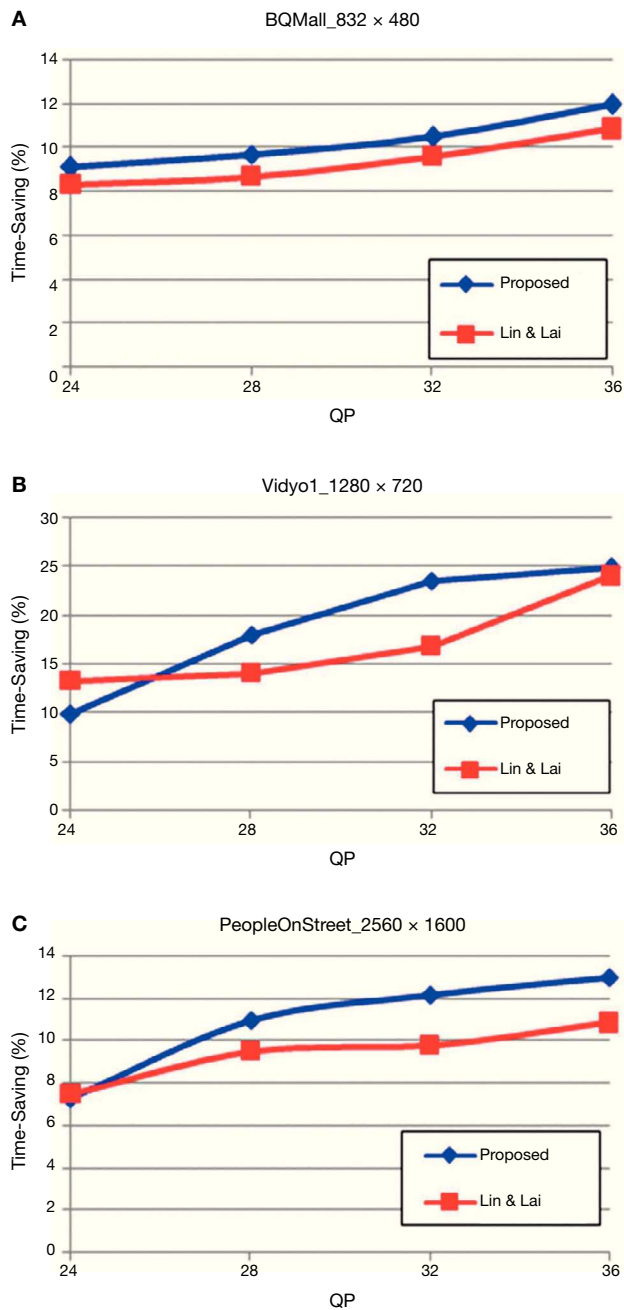 A
BQMall_832 × 480
Time-Saving (%)
14
12
10
8
6
4
2
0
24
28
32
36
QP
Proposed
Lin & Lai
B
Vidyo1_1280 × 720
Time-Saving (%)
30
25
20
15
10
5
0
24
28
32
36
QP
Proposed
Lin & Lai
C
PeopleOnStreet_2560 × 1600
Time-Saving (%)
14
12
10
8
6
4
2
0
24
28
32
36
QP
Proposed
Lin & Lai